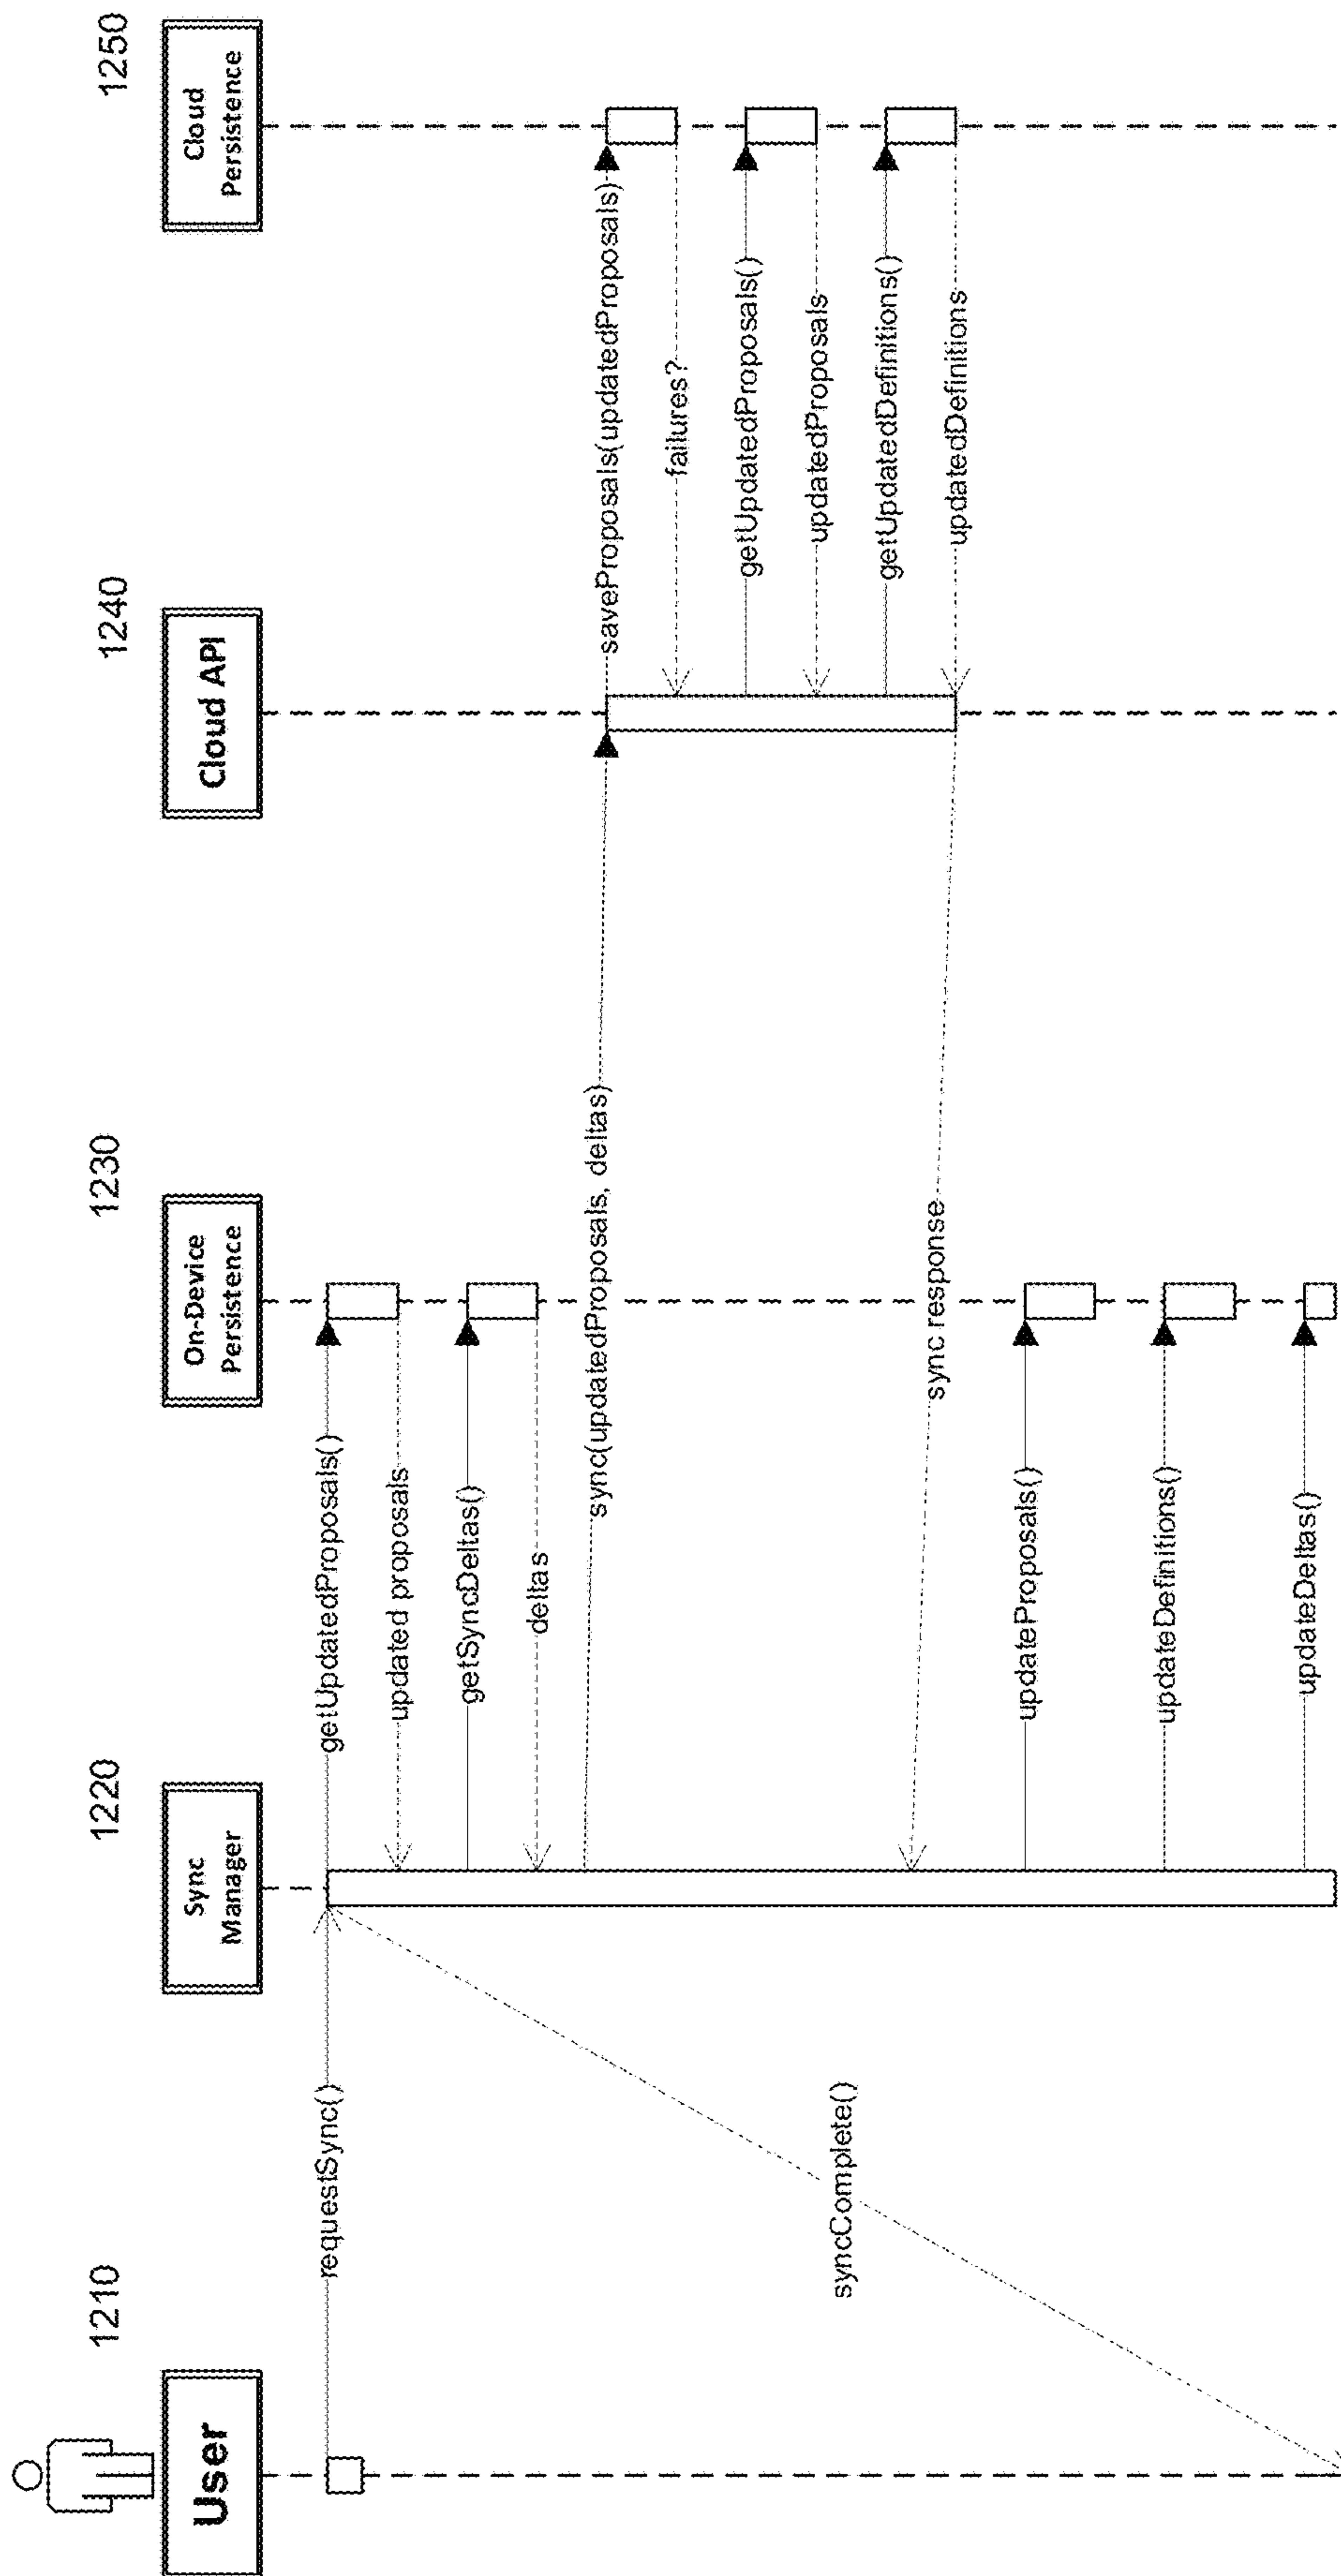 1210
1220
1230
1240
1250
User
Sync
Manager
On-Device
Persistence
Cloud API
Cloud
Persistence
requestSync()
getUpdatedProposals()
updated proposals
getSyncDeltas()
deltas
sync(updatedProposals, deltas)
saveProposals(updatedProposals)
failures?
getUpdatedProposals()
updatedProposals
getUpdatedDefinitions()
updatedDefinitions
sync response
syncComplete()
updateProposals()
updateDefinitions()
updateDeltas()